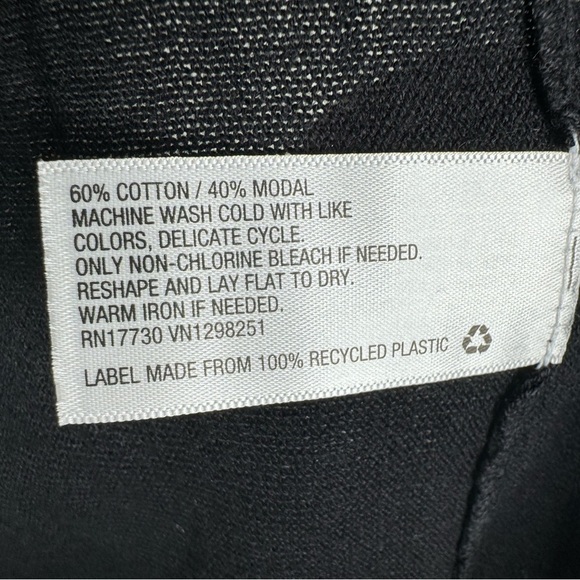 60% COTTON / 40% MODAL
MACHINE WASH COLD WITH LIKE
COLORS, DELICATE CYCLE.
ONLY NON-CHLORINE BLEACH IF NEEDED.
RESHAPE AND LAY FLAT TO DRY.
WARM IRON IF NEEDED.
RN17730 VN1298251
LABEL MADE FROM 100% RECYCLED PLASTIC